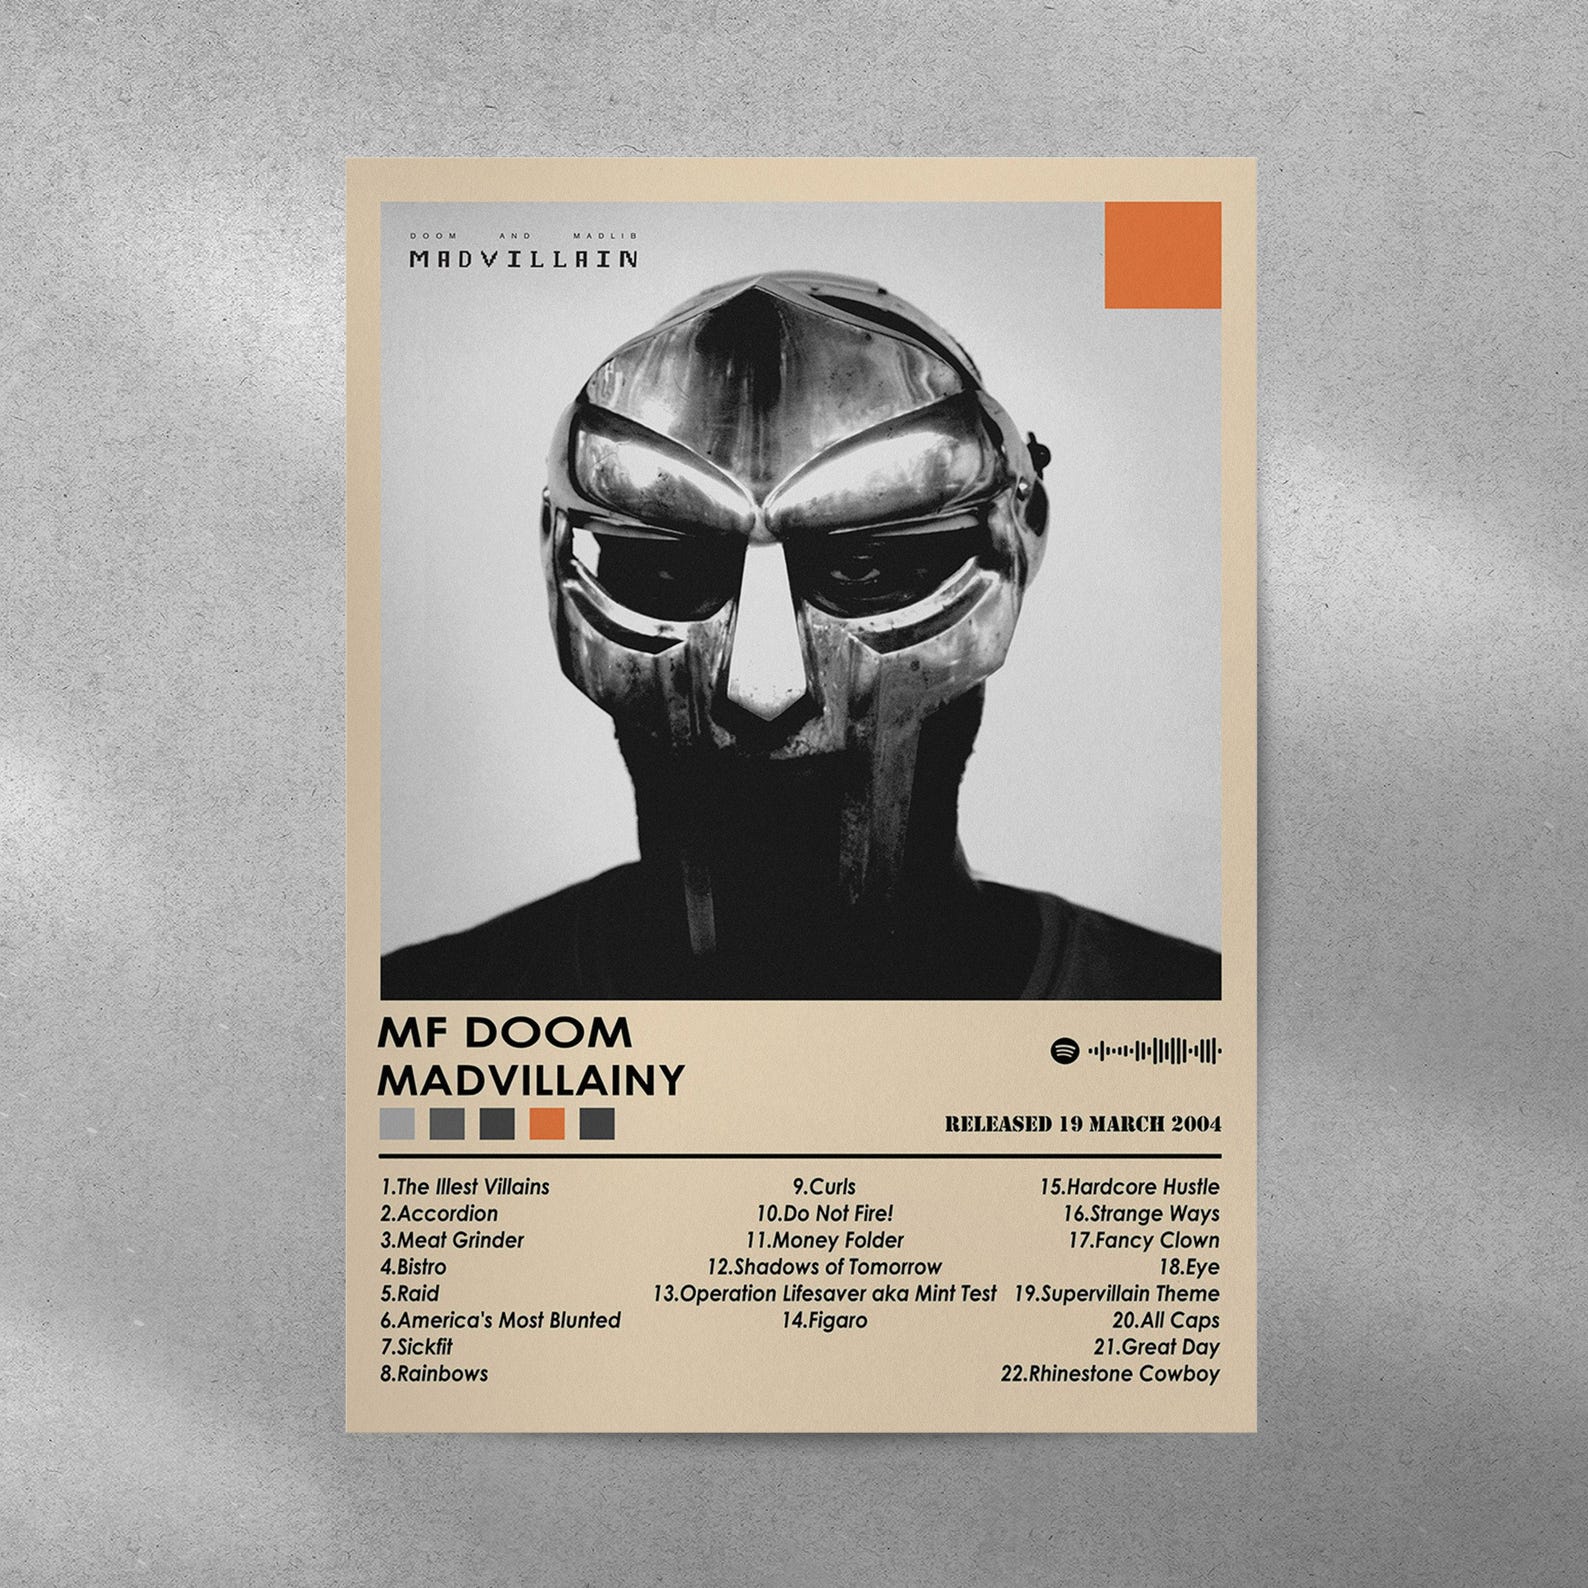 DOOM AND MADLIB
MADVILLAIN
MF DOOM
MADVILLAINY
RELEASED 19 MARCH 2004
1.The Illest Villains
2.Accordion
3.Meat Grinder
4.Bistro
5.Raid
6.America's Most Blunted
7.Sickfit
8.Rainbows
9.Curls
10.Do Not Fire!
11.Money Folder
12.Shadows of Tomorrow
13.Operation Lifesaver aka Mint Test
14.Figaro
15.Hardcore Hustle
16.Strange Ways
17.Fancy Clown
18.Eye
19.Supervillain Theme
20.All Caps
21.Great Day
22.Rhinestone Cowboy